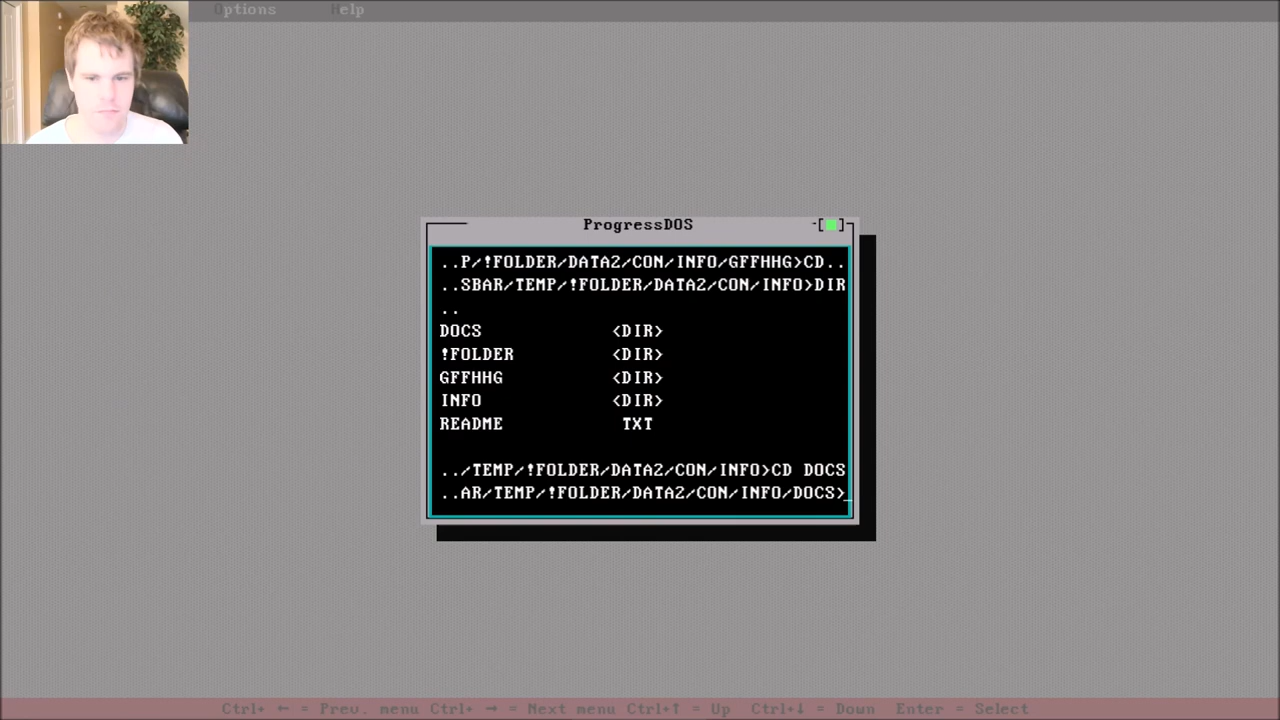 Options Help
ProgressDOS
..P/!FOLDER/DATA2/CON/INFO/GFFHHG>CD..
..SBAR/TEMP/!FOLDER/DATA2/CON/INFO>DIR
..
DOCS <DIR>
!FOLDER <DIR>
GFFHHG <DIR>
INFO <DIR>
README TXT
../TEMP/!FOLDER/DATA2/CON/INFO>CD DOCS
..AR/TEMP/!FOLDER/DATA2/CON/INFO/DOCS>_
Ctrl+ ← = Prev. menu Ctrl+ → = Next menu Ctrl+↑ = Up Ctrl+↓ = Down Enter = Select